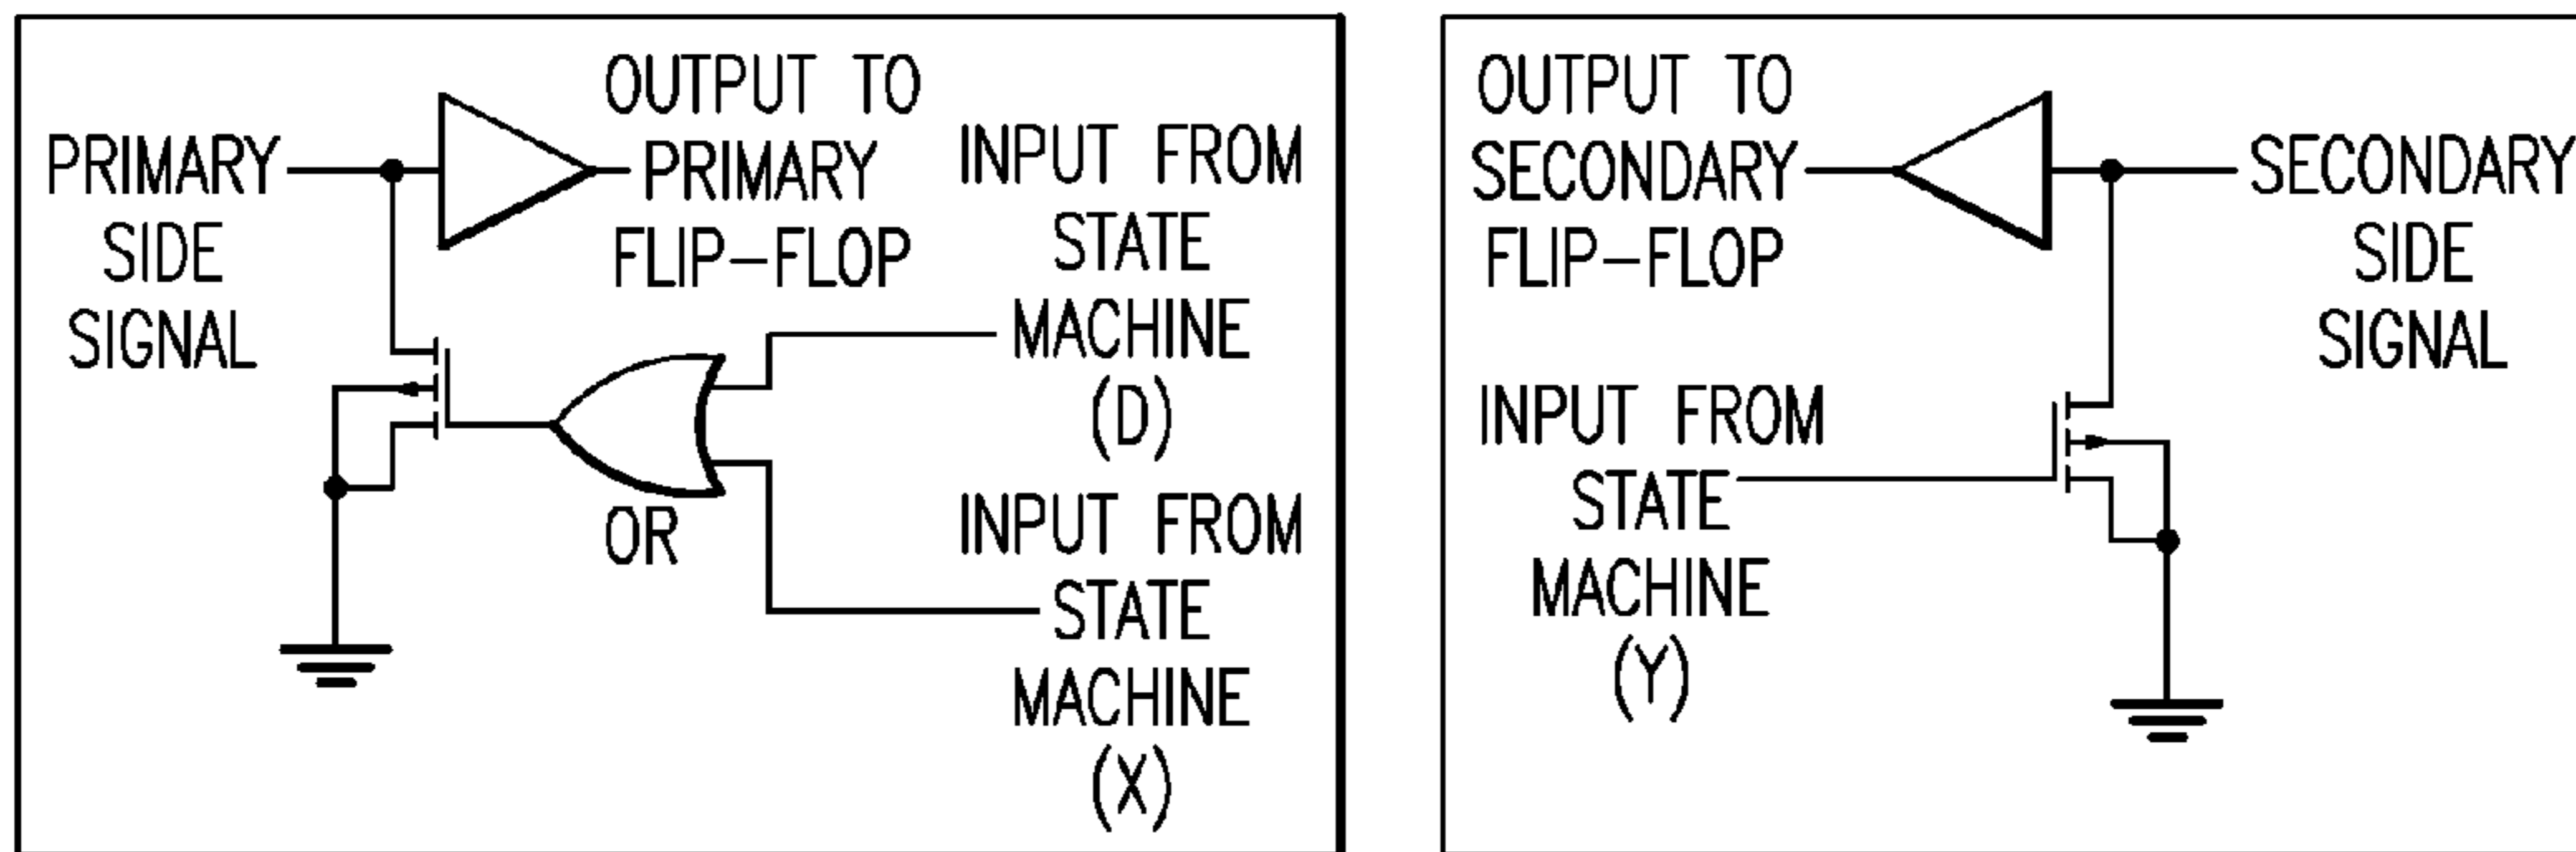 PRIMARY
SIDE
SIGNAL
OUTPUT TO
PRIMARY
FLIP-FLOP
INPUT FROM
STATE
MACHINE
(D)
OR
INPUT FROM
STATE
MACHINE
(X)
OUTPUT TO
SECONDARY
FLIP-FLOP
SECONDARY
SIDE
SIGNAL
INPUT FROM
STATE
MACHINE
(Y)